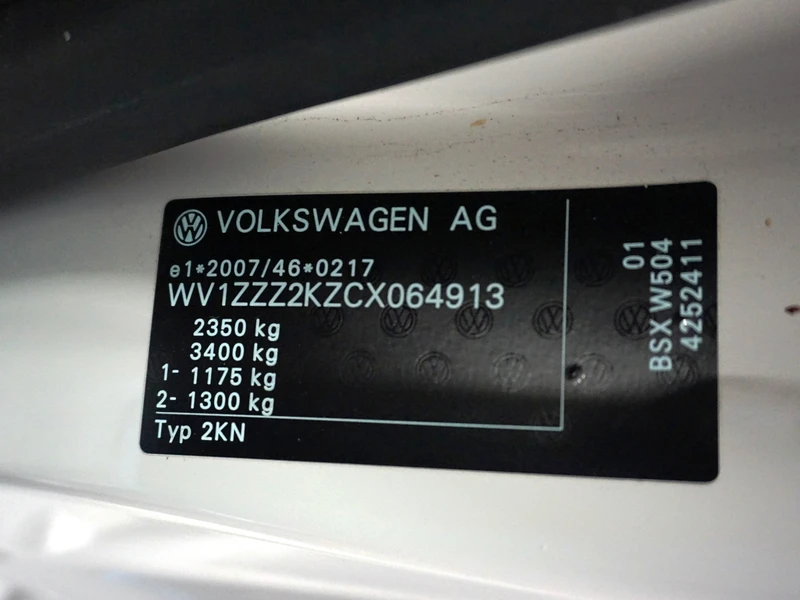 VOLKSWAGEN AG
e1*2007/46*0217
WV1ZZZ2KZCX064913
2350 kg
3400 kg
1- 1175 kg
2- 1300 kg
Typ 2KN
01
BSX W504
4252411